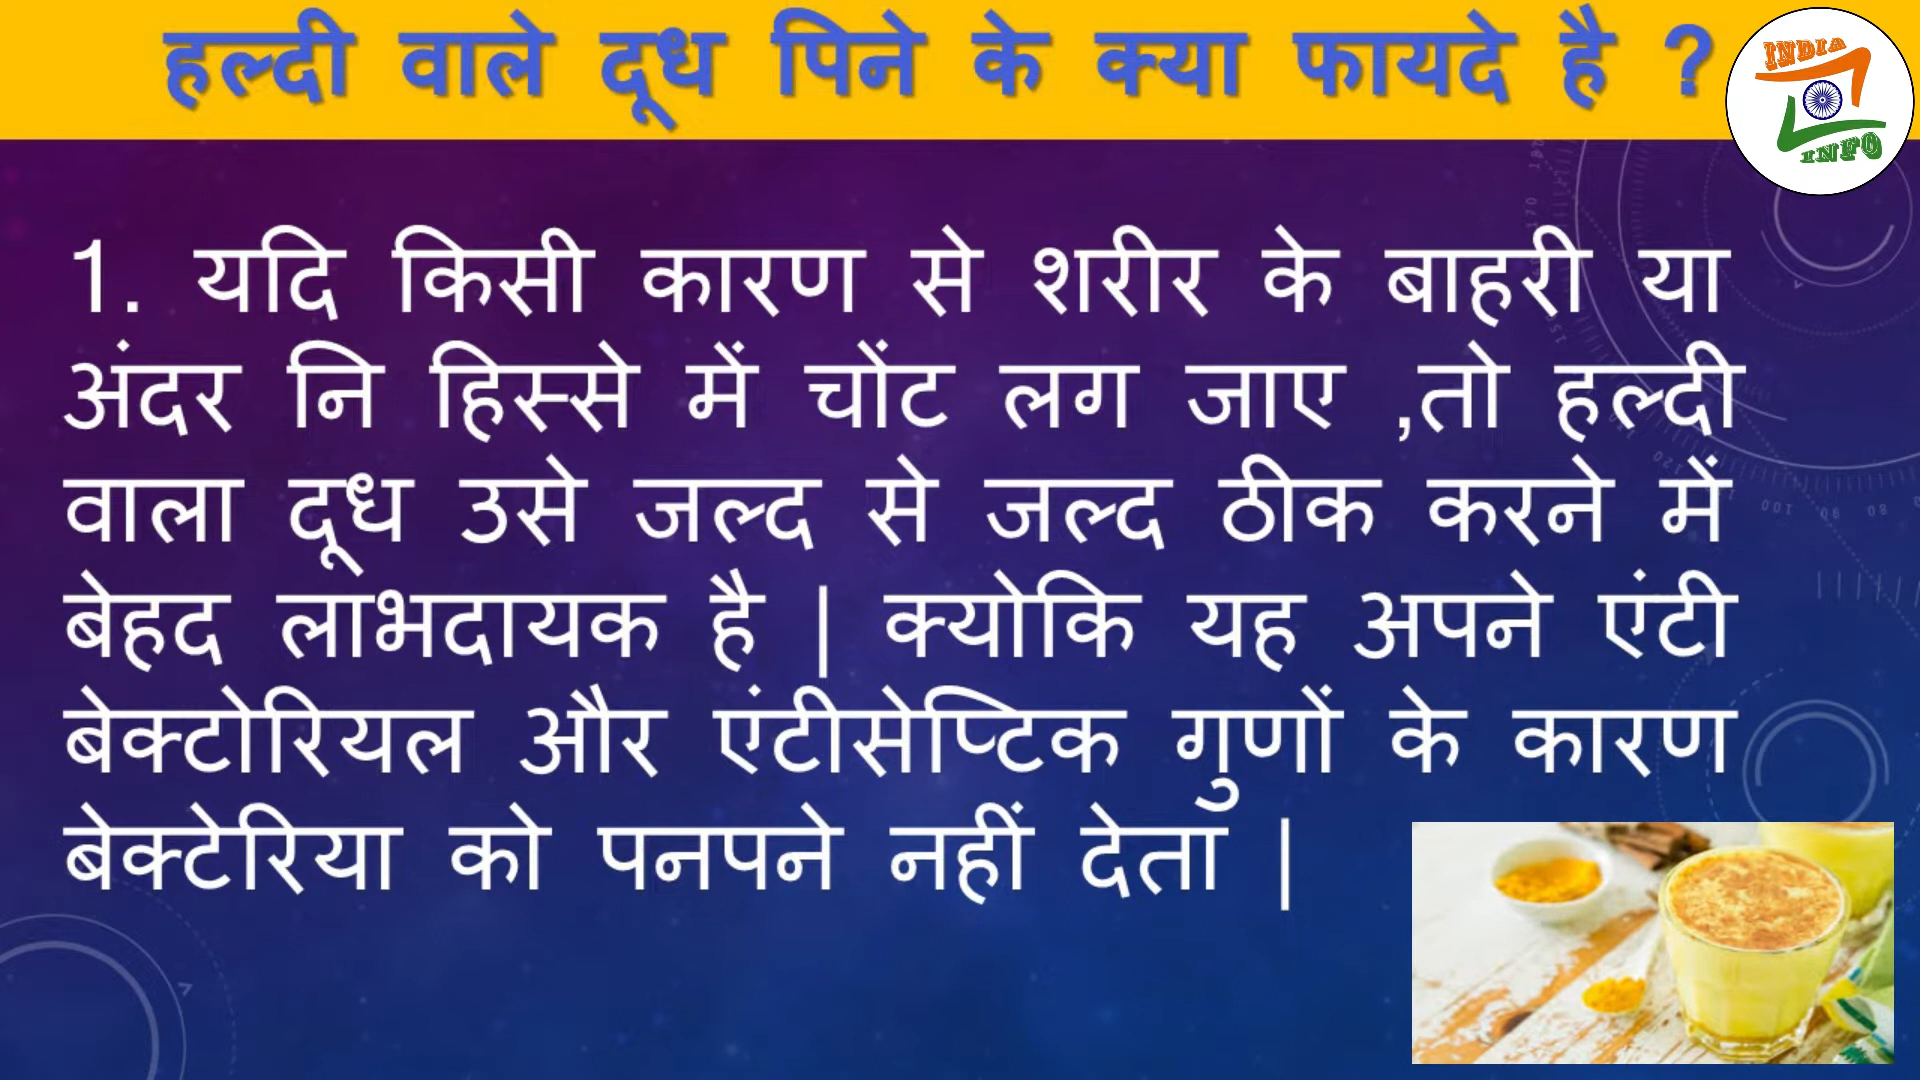 हल्दी वाले दूध पिने के क्या फायदे है ?
INDIA
INFO
1. यदि किसी कारण से शरीर के बाहरी या
अंदर नि हिस्से में चोंट लग जाए ,तो हल्दी
वाला दूध उसे जल्द से जल्द ठीक करने में
बेहद लाभदायक है | क्योकि यह अपने एंटी
बेक्टोरियल और एंटीसेप्टिक गुणों के कारण
बेक्टेरिया को पनपने नहीं देता |